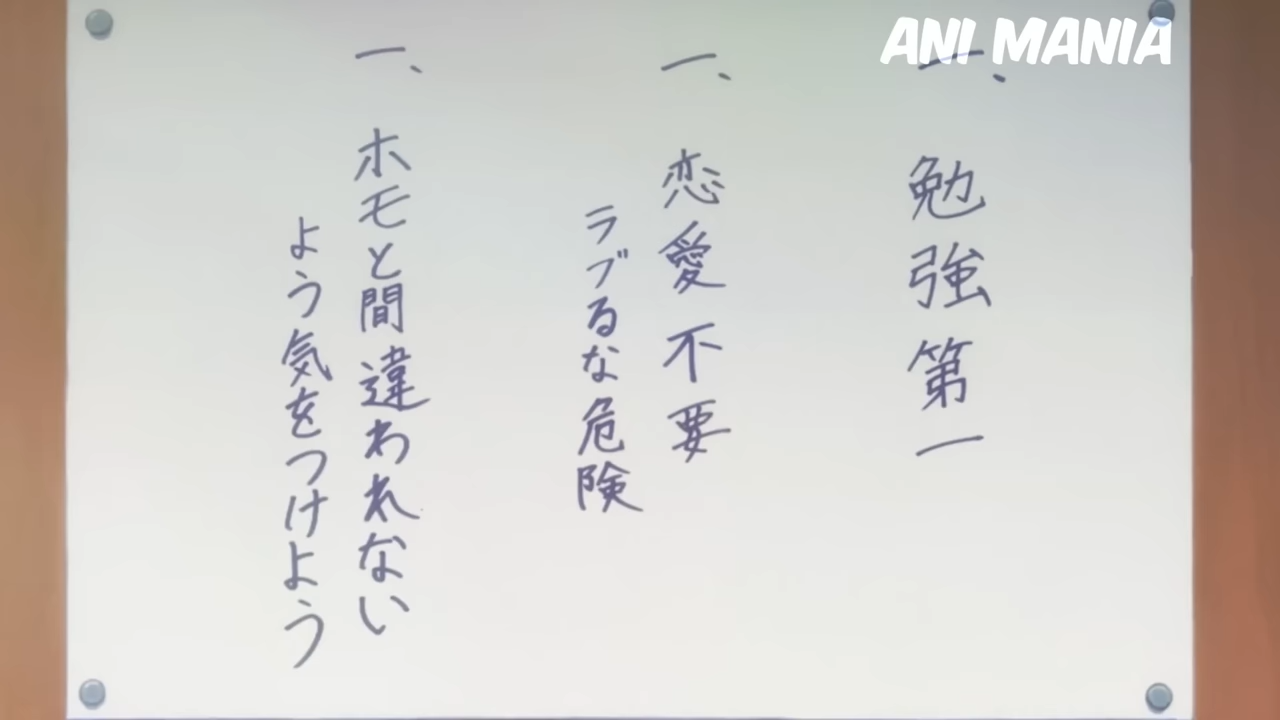 ANI MANIA
一、勉強第一
一、恋愛不要
ラブるな危険
一、ホモと間違われない
よう気をつけよう